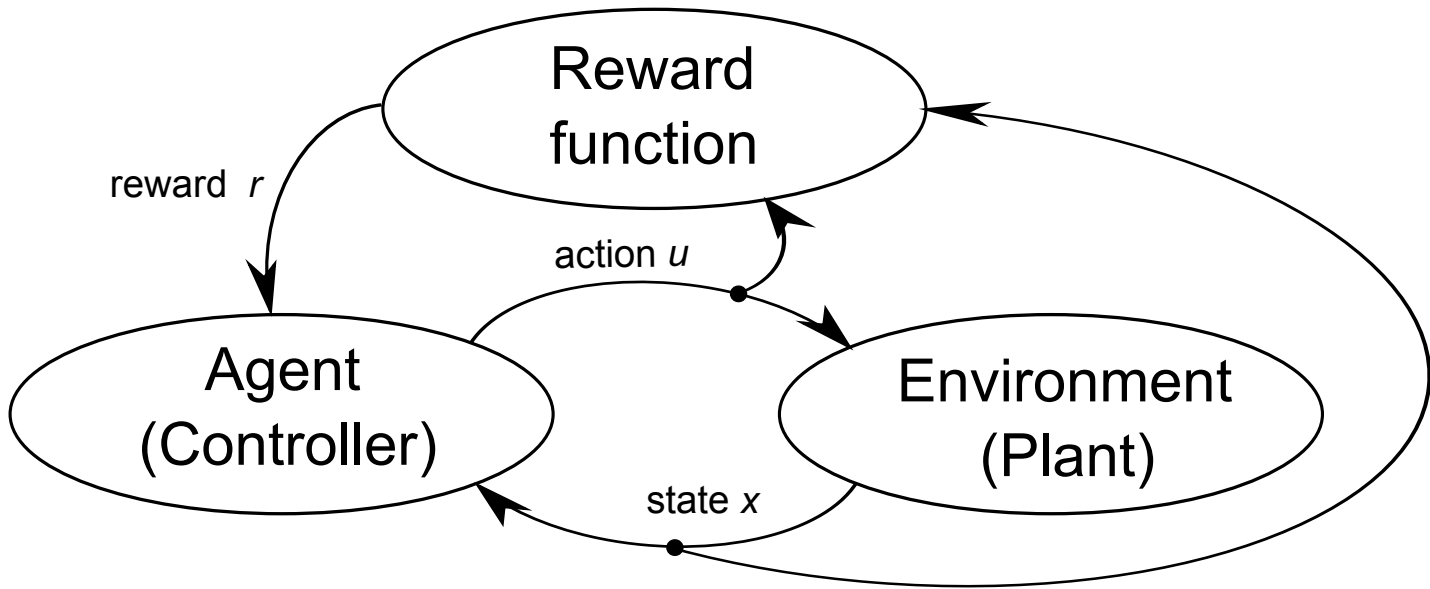 Reward
function
reward r
action u
Agent
(Controller)
Environment
(Plant)
state x